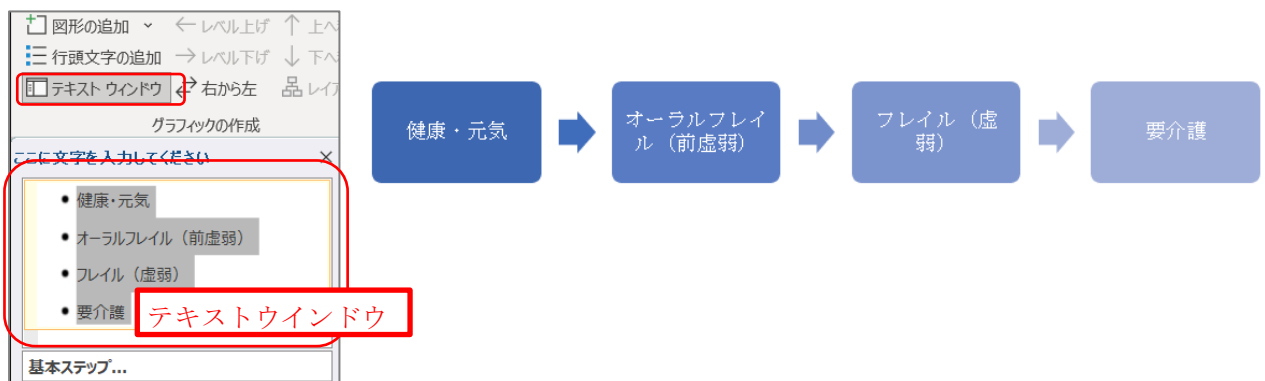 図形の追加 レベル上げ 上へ
行頭文字の追加 レベル下げ 下へ
テキスト ウィンドウ 右から左 レイア
グラフィックの作成
ここに文字を入力してください
健康・元気
オーラルフレイル（前虚弱）
フレイル（虚弱）
要介護
テキストウインドウ
基本ステップ...
健康・元気
オーラルフレイ
ル（前虚弱）
フレイル（虚
弱）
要介護